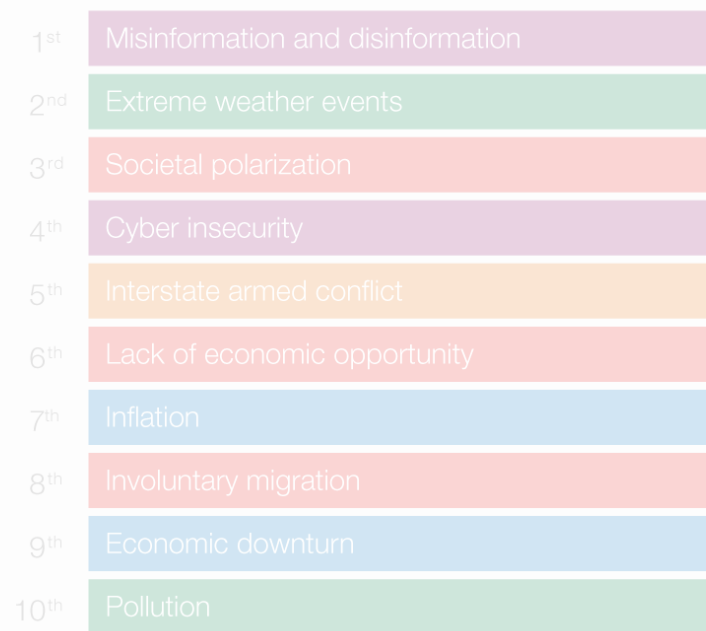 1st Misinformation and disinformation
2nd Extreme weather events
3rd Societal polarization
4th Cyber insecurity
5th Interstate armed conflict
6th Lack of economic opportunity
7th Inflation
8th Involuntary migration
9th Economic downturn
10th Pollution